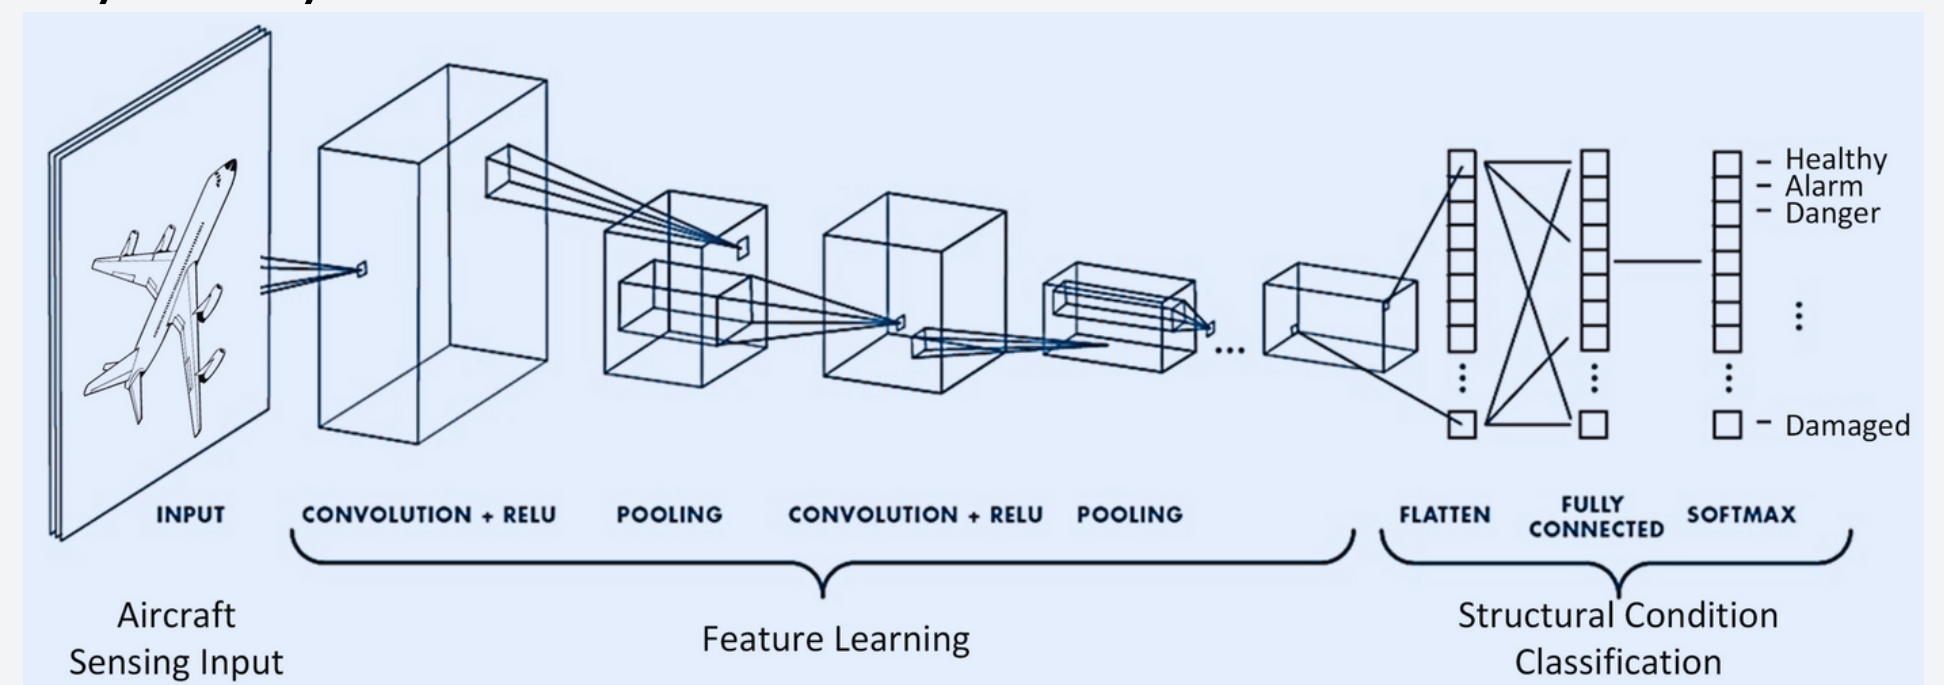 Healthy
Alarm
Danger
Damaged
INPUT
CONVOLUTION + RELU
POOLING
CONVOLUTION + RELU
POOLING
FLATTEN
FULLY
CONNECTED
SOFTMAX
Aircraft
Sensing Input
Feature Learning
Structural Condition
Classification